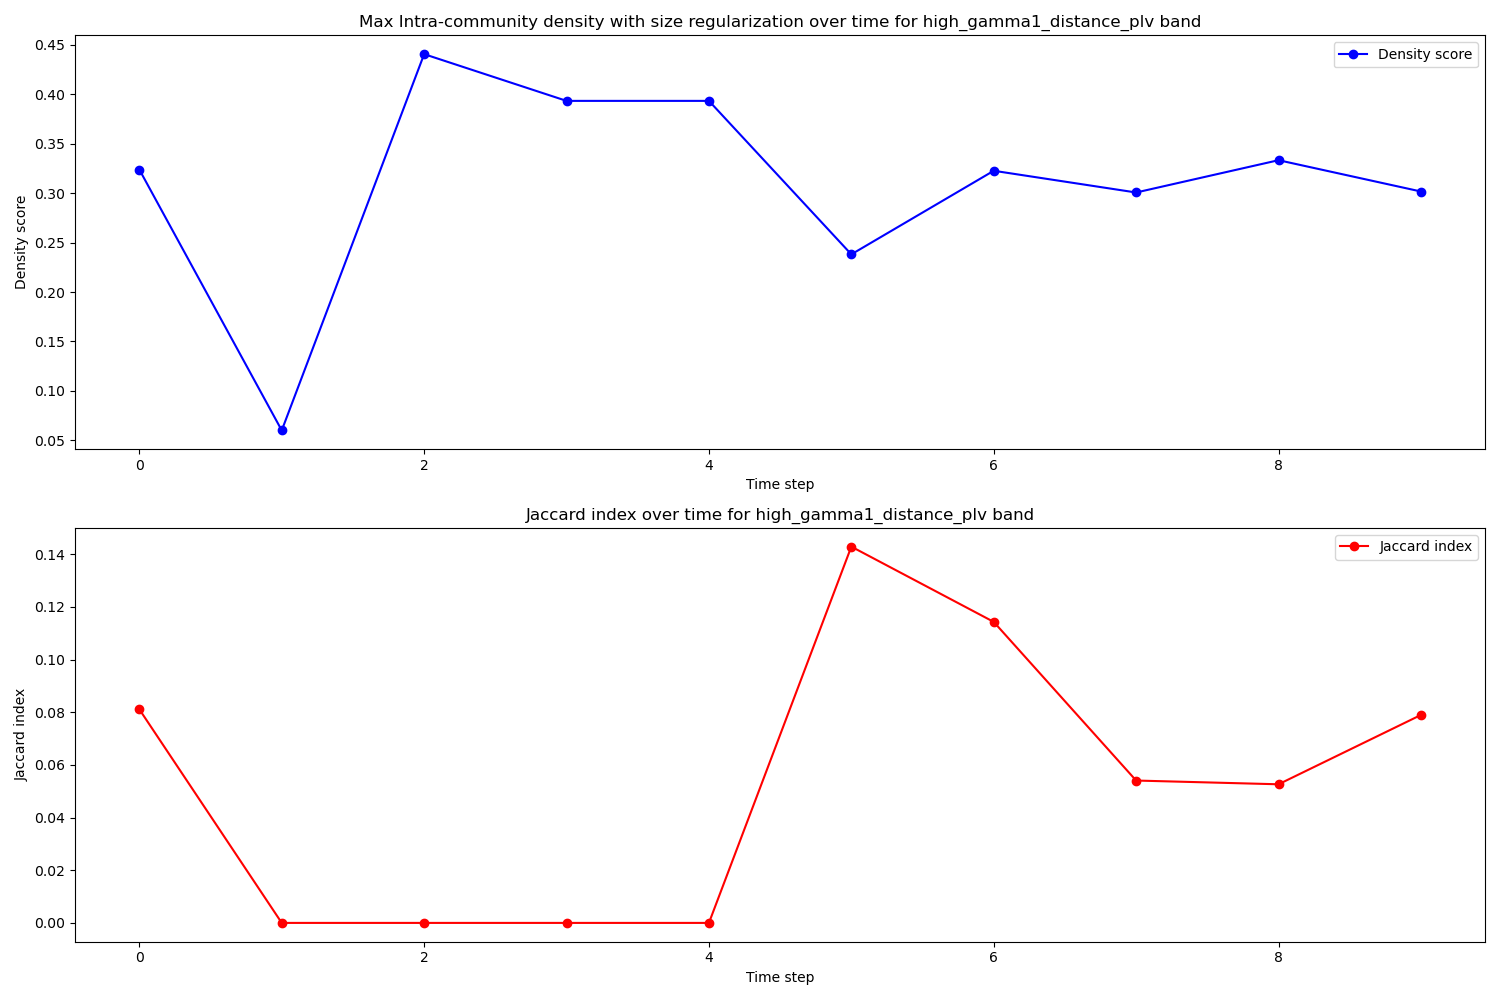 Max Intra-community density with size regularization over time for high_gamma1_distance_plv band
Density score
0.45
0.40
0.35
0.30
0.25
0.20
0.15
0.10
0.05
Density score
0 2 4 6 8
Time step
Jaccard index over time for high_gamma1_distance_plv band
Jaccard index
0.14
0.12
0.10
0.08
0.06
0.04
0.02
0.00
Jaccard index
0 2 4 6 8
Time step